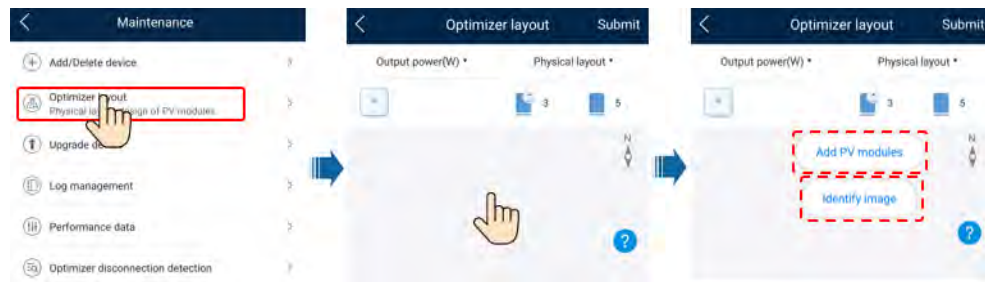 Maintenance
Add/Delete device
Optimizer layout
Physical layout design of PV modules
Upgrade de
Log management
Performance data
Optimizer disconnection detection
Optimizer layout Submit
Output power(W) Physical layout
3 5
N
?
Optimizer layout Submit
Output power(W) Physical layout
3 5
N
Add PV modules
Identify image
?